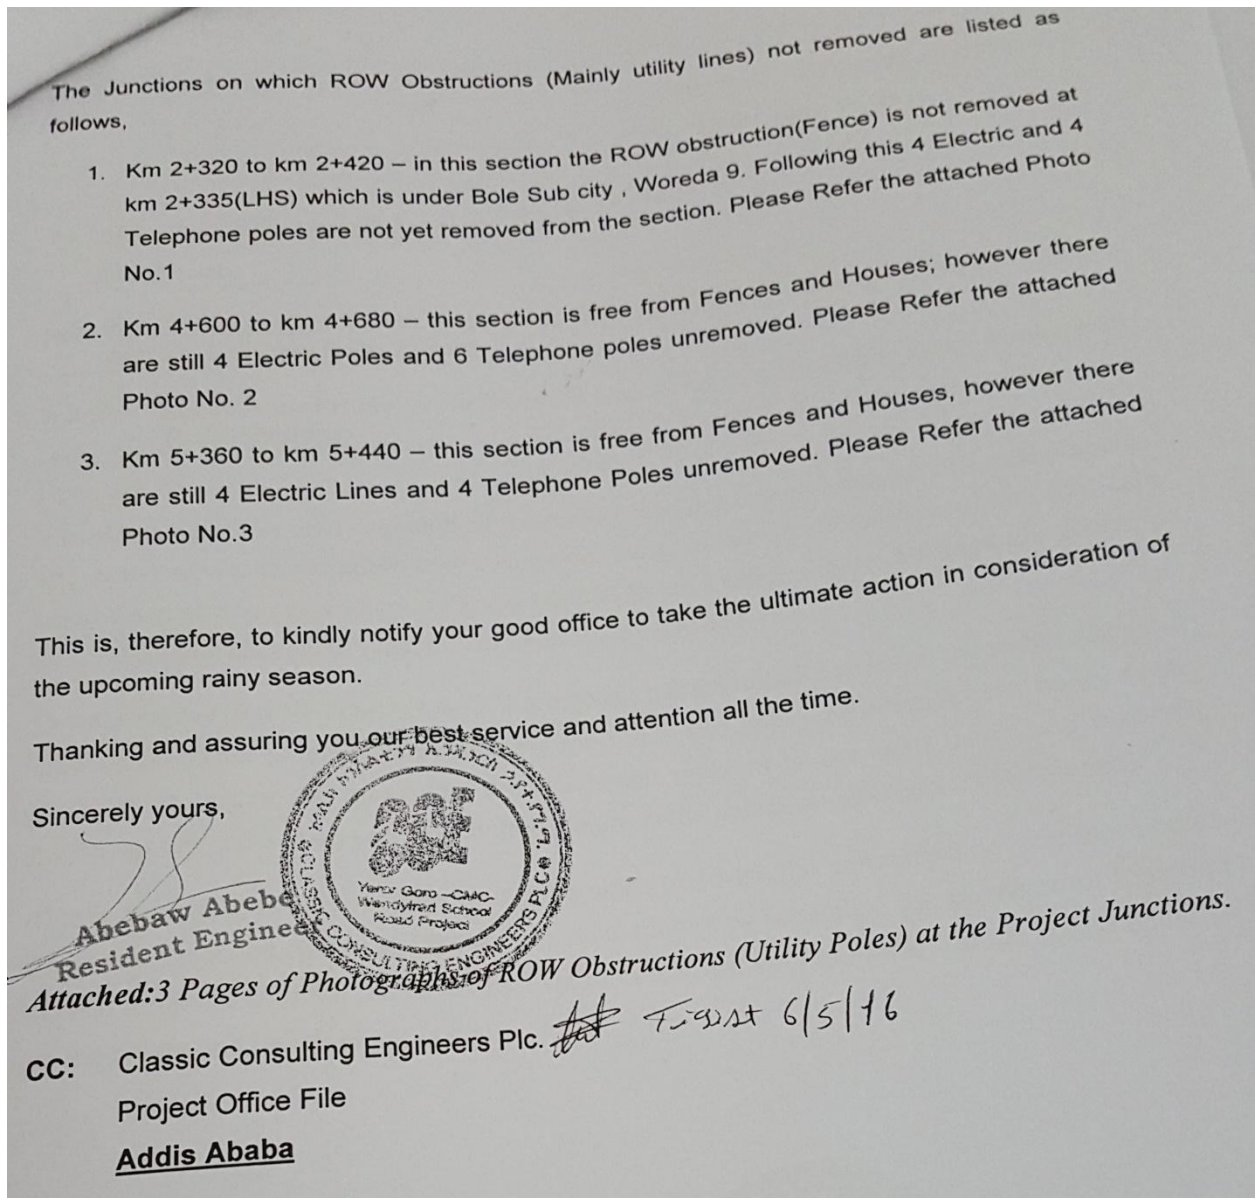 The Junctions on which ROW Obstructions (Mainly utility lines) not removed are listed as
follows,
1. Km 2+320 to km 2+420 – in this section the ROW obstruction(Fence) is not removed at
km 2+335(LHS) which is under Bole Sub city , Woreda 9. Following this 4 Electric and 4
Telephone poles are not yet removed from the section. Please Refer the attached Photo
No.1
2. Km 4+600 to km 4+680 – this section is free from Fences and Houses; however there
are still 4 Electric Poles and 6 Telephone poles unremoved. Please Refer the attached
Photo No. 2
3. Km 5+360 to km 5+440 – this section is free from Fences and Houses, however there
are still 4 Electric Lines and 4 Telephone Poles unremoved. Please Refer the attached
Photo No.3
This is, therefore, to kindly notify your good office to take the ultimate action in consideration of
the upcoming rainy season.
Thanking and assuring you our best service and attention all the time.
Sincerely yours,
CLASSIC CONSULTING ENGINEERS PLC
Goro –CMC-
School
Road Project
Abebaw Abebe
Resident Engineer
Attached:3 Pages of Photographs of ROW Obstructions (Utility Poles) at the Project Junctions.
6/5/16
CC: Classic Consulting Engineers Plc.
Project Office File
Addis Ababa